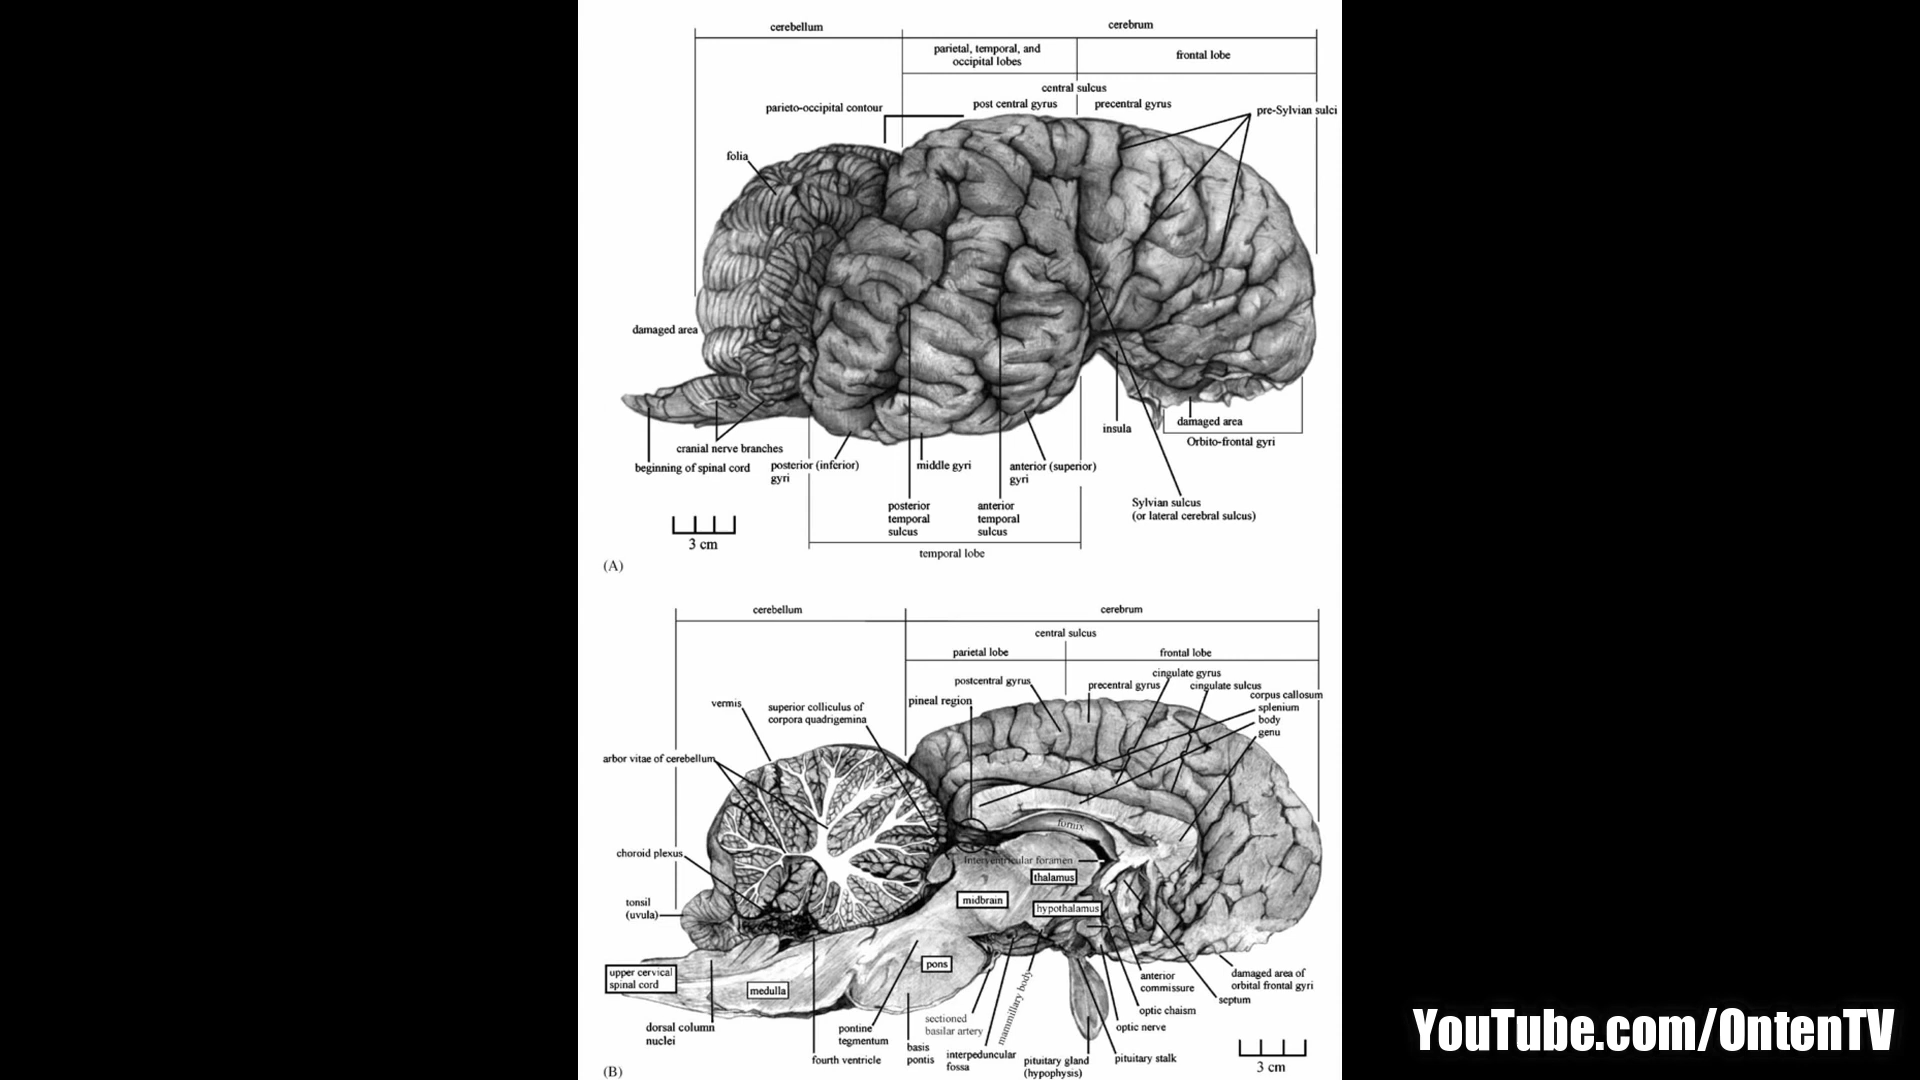 cerebellum
cerebrum
parietal, temporal, and
occipital lobes
frontal lobe
central sulcus
post central gyrus
precentral gyrus
parieto-occipital contour
pre-Sylvian sulci
folia
damaged area
cranial nerve branches
beginning of spinal cord
posterior (inferior)
gyri
middle gyri
anterior (superior)
gyri
insula
damaged area
Orbito-frontal gyri
posterior
temporal
sulcus
anterior
temporal
sulcus
Sylvian sulcus
(or lateral cerebral sulcus)
3 cm
temporal lobe
(A)
cerebellum
cerebrum
central sulcus
parietal lobe
frontal lobe
cingulate gyrus
postcentral gyrus
precentral gyrus
cingulate sulcus
corpus callosum
splenium
body
genu
pineal region
vermis
superior colliculus of
corpora quadrigemina
arbor vitae of cerebellum
fornix
choroid plexus
Interventricular foramen
thalamus
midbrain
hypothalamus
tonsil
(uvula)
pons
upper cervical
spinal cord
medulla
anterior
commissure
damaged area of
orbital frontal gyri
septum
mammillary body
optic chaism
optic nerve
dorsal column
nuclei
pontine
tegmentum
sectioned
basilar artery
fourth ventricle
basis
pontis
interpeduncular
fossa
pituitary gland
(hypophysis)
pituitary stalk
3 cm
(B)
YouTube.com/OntenTV